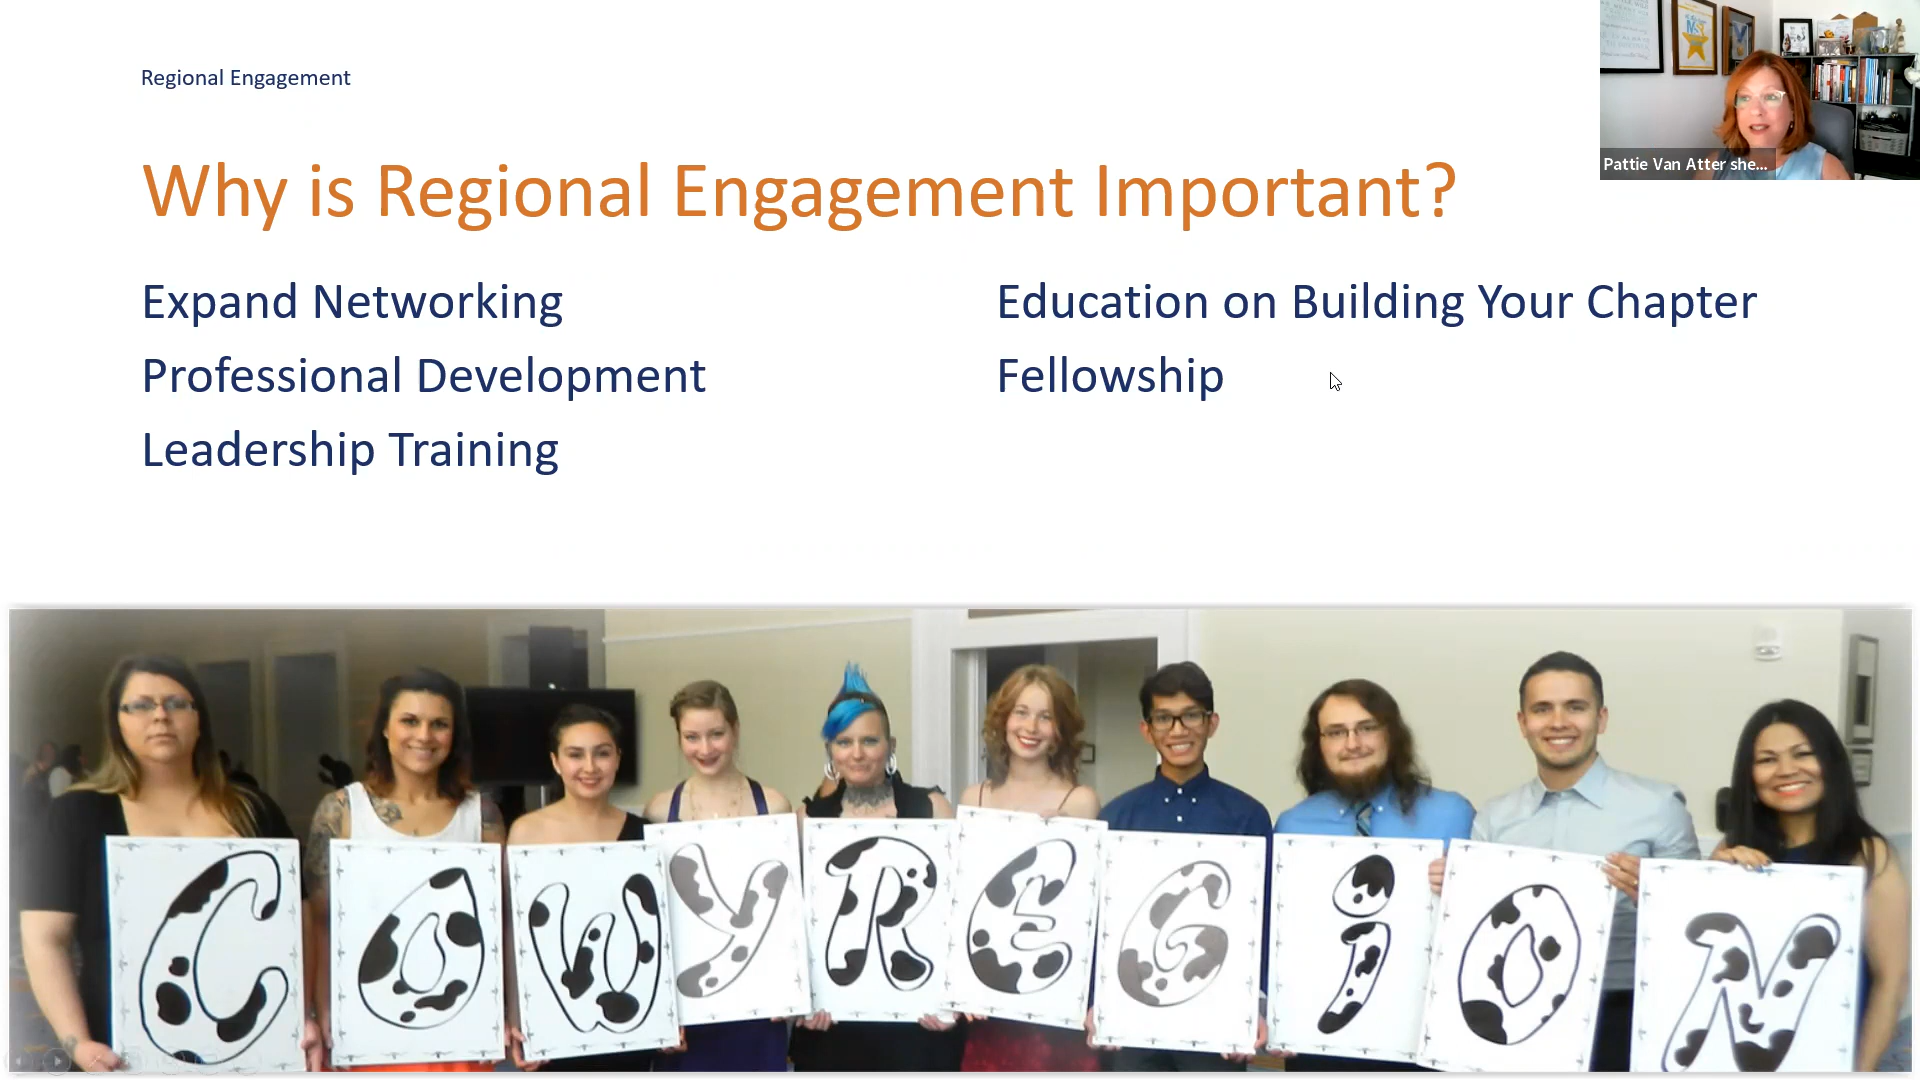 Regional Engagement
Why is Regional Engagement Important?
Expand Networking
Professional Development
Leadership Training
Education on Building Your Chapter
Fellowship
Pattie Van Atter she...
COWYREGiON